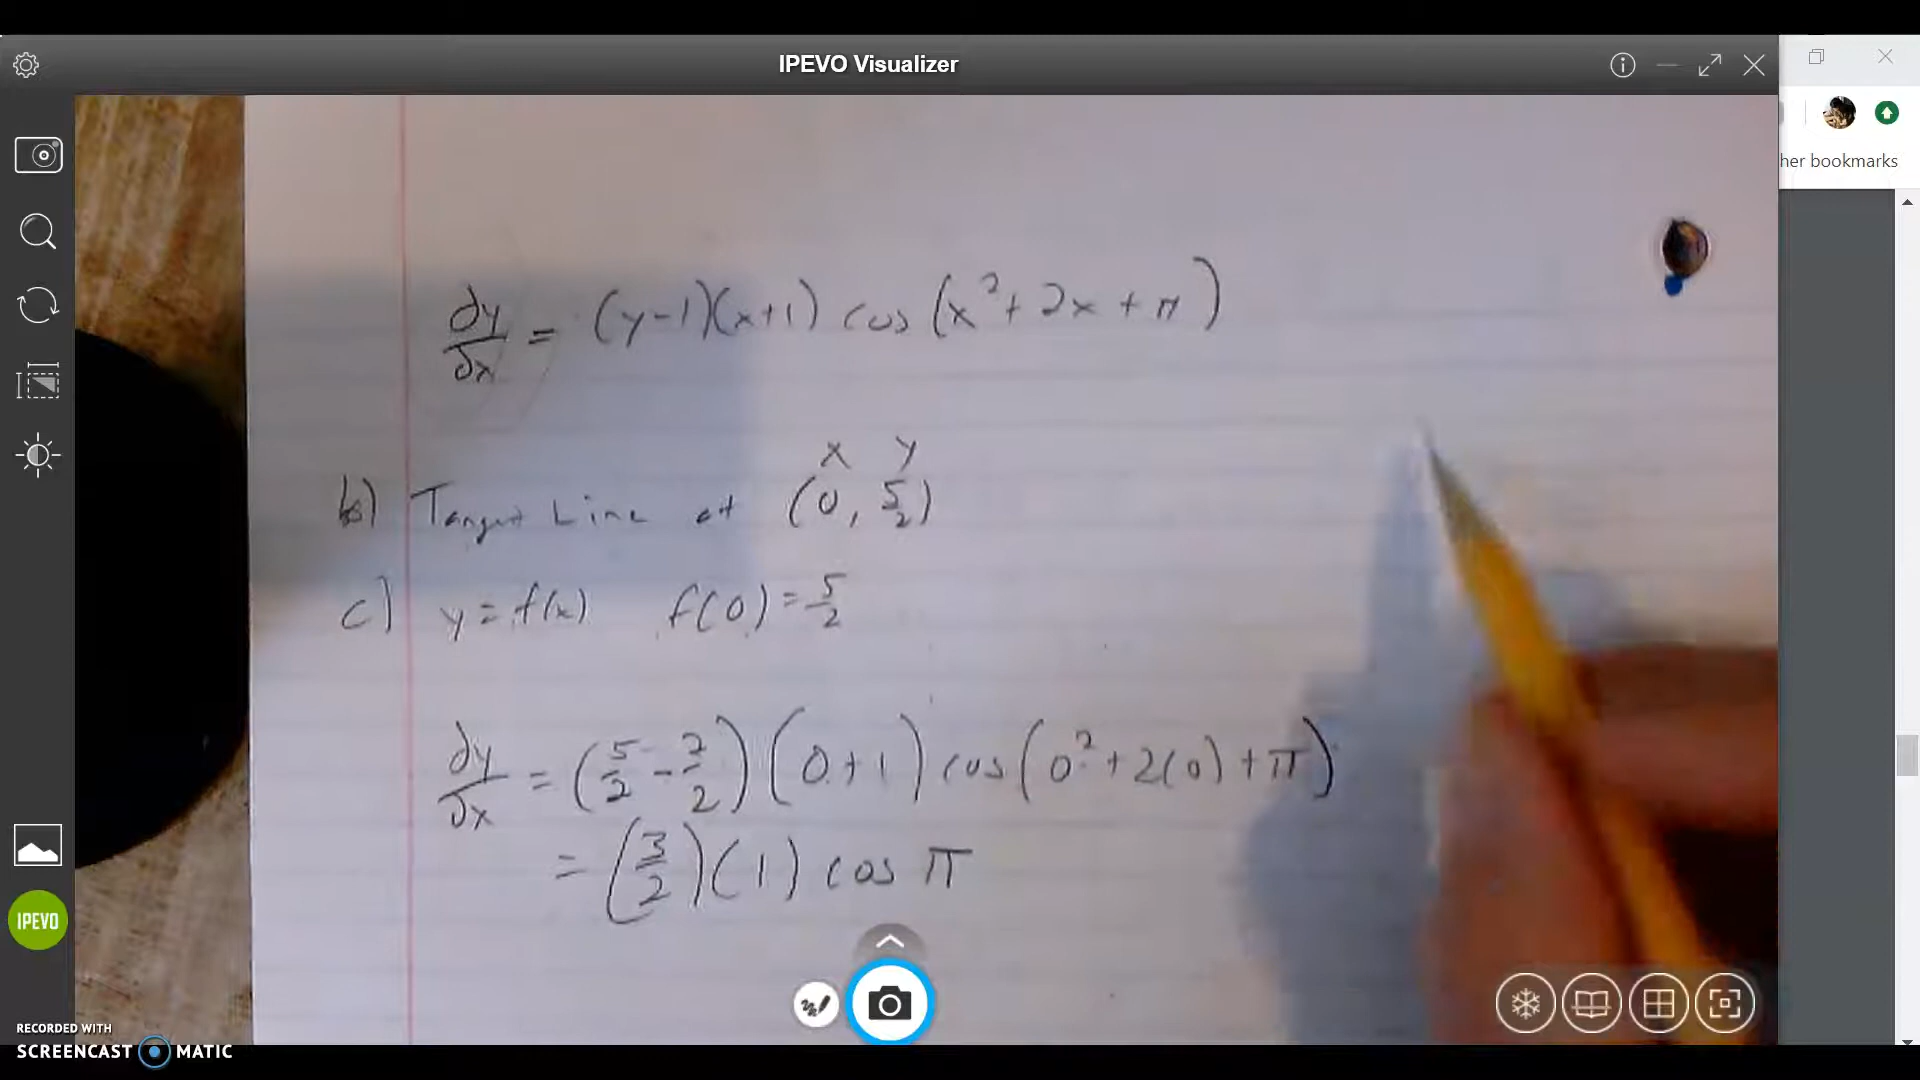 IPEVO Visualizer
her bookmarks
dy/dx = (y-1)(x+1) cos (x² + 2x + π)
x y
b) Tangent Line at (0, 5/2)
c) y = f(x) f(0) = 5/2
dy/dx = (5/2 - 2/2)(0+1) cos(0² + 2(0) + π)
= (3/2)(1) cos π
IPEVO
RECORDED WITH
SCREENCAST MATIC